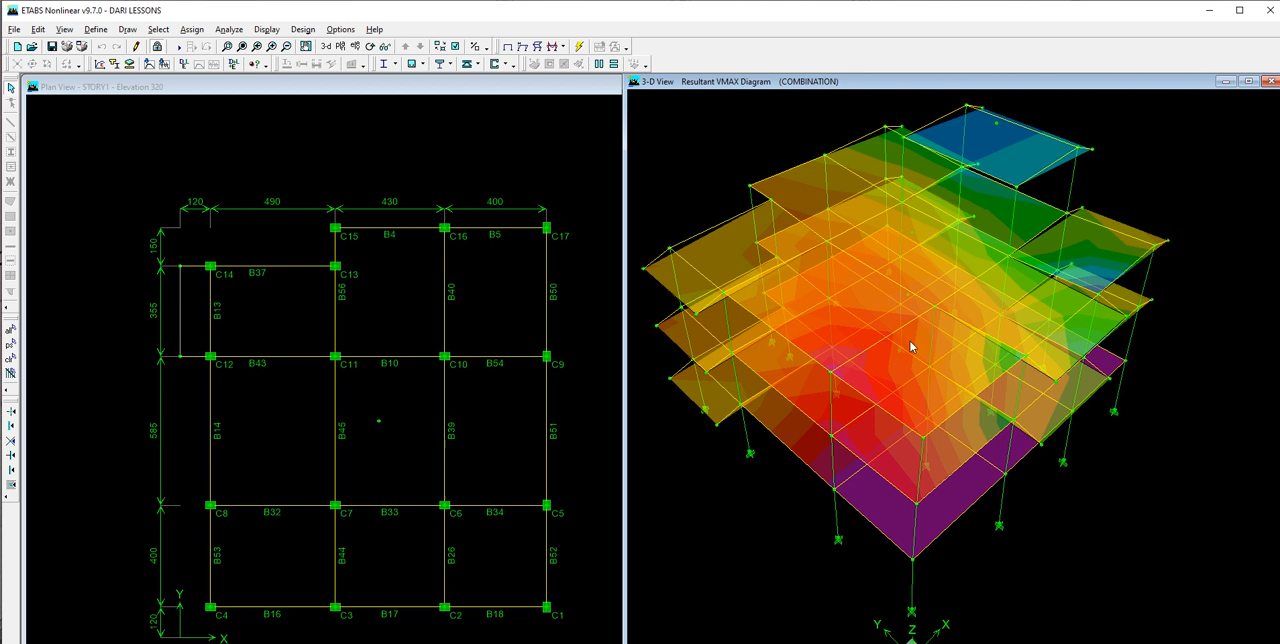 ETABS Nonlinear v9.7.0 - DARI LESSONS
File Edit View Define Draw Select Assign Analyze Display Design Options Help
3-d
Plan View - STORY1 - Elevation 320
3-D View Resultant VMAX Diagram (COMBINATION)
all
ps
clr
120 490 430 400
150
C15 B4 C16 B5 C17
C14 B37 C13
355
B13 B56 B40 B50
C12 B43 C11 B10 C10 B54 C9
585
B14 B45 B39 B51
C8 B32 C7 B33 C6 B34 C5
400
B53 B44 B26 B52
Y
C4 B16 C3 B17 C2 B18 C1
120
X
Y Z X